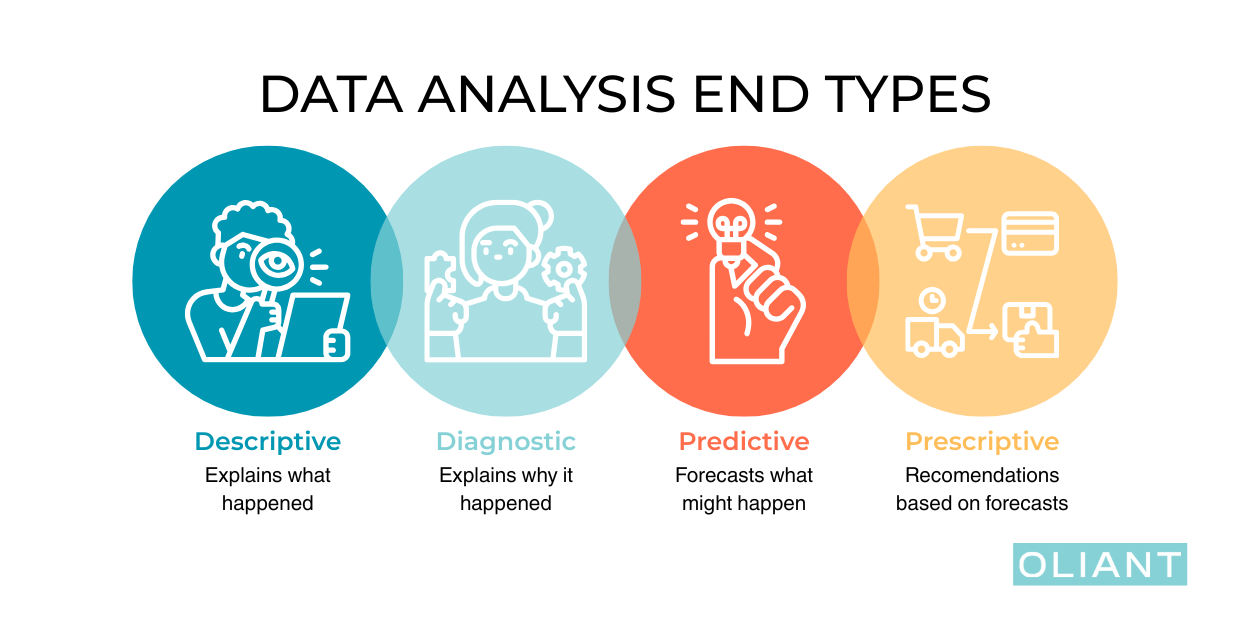 DATA ANALYSIS END TYPES
Descriptive
Explains what
happened
Diagnostic
Explains why it
happened
Predictive
Forecasts what
might happen
Prescriptive
Recomendations
based on forecasts
OLIANT